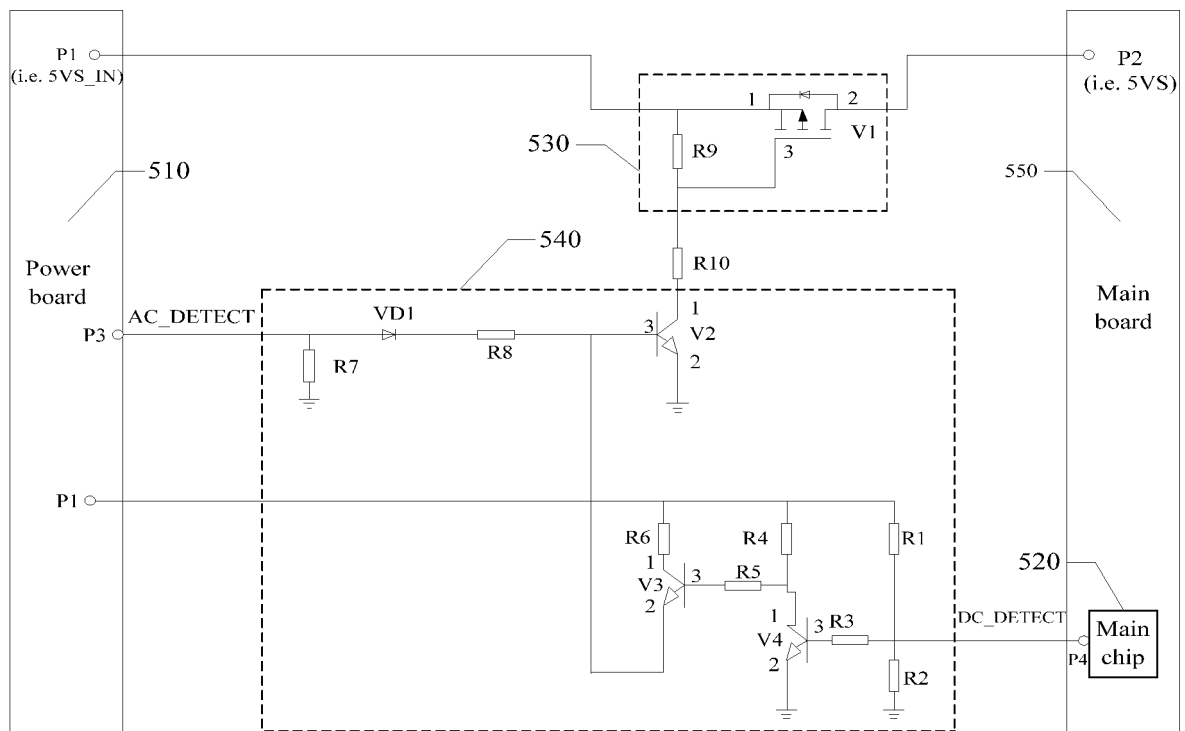 P1
(i.e. 5VS_IN)
P2
(i.e. 5VS)
1
2
V1
R9
3
530
510
550
540
R10
Power
board
Main
board
AC_DETECT
VD1
P3
R8
R7
1
3
V2
2
P1
R6
R4
R1
1
V3
3
R5
2
520
1
V4
3
R3
2
DC_DETECT
P4
Main
chip
R2